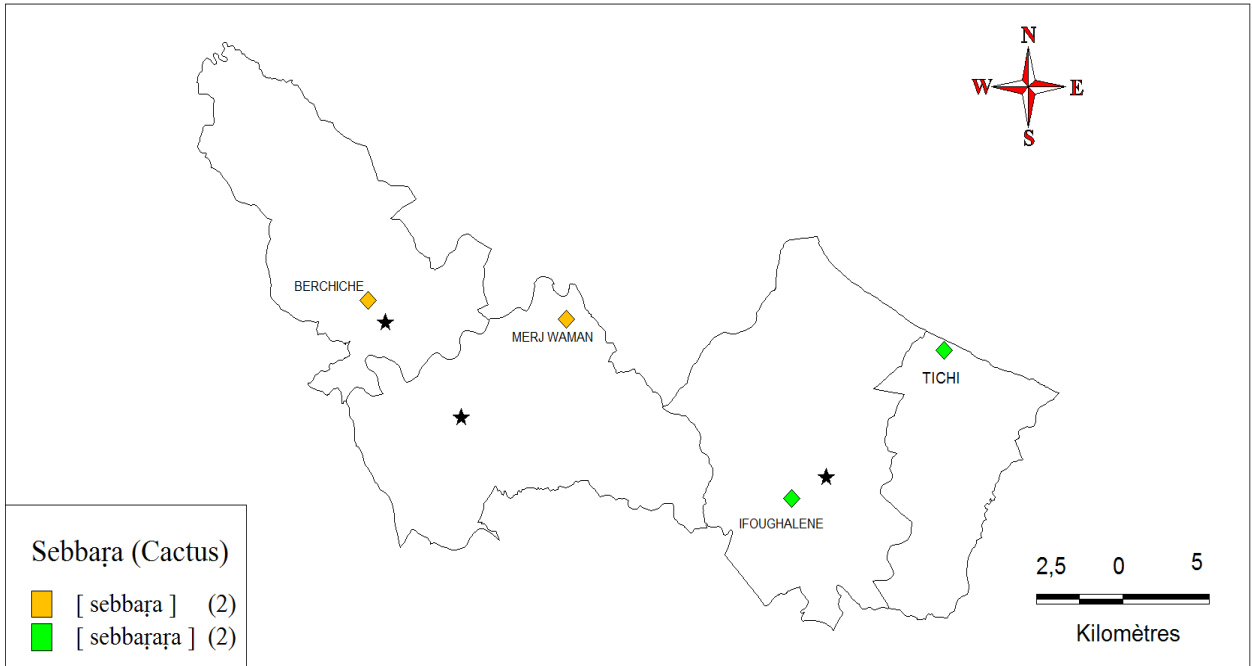 N
W E
S
BERCHICHE
MERJ WAMAN
TICHI
IFOUGHALENE
Sebbaṛa (Cactus)
[ sebbaṛa ] (2)
[ sebbaṛaṛa ] (2)
2,5 0 5
Kilomètres